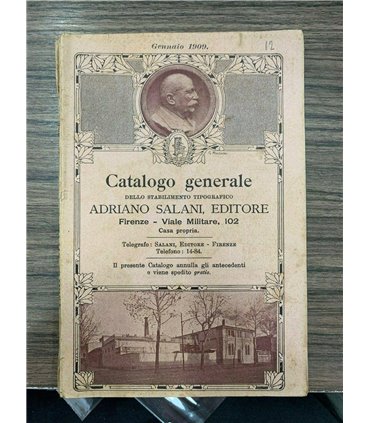 Gennaio 1909.
12
Catalogo generale
DELLO STABILIMENTO TIPOGRAFICO
ADRIANO SALANI, EDITORE
Firenze - Viale Militare, 102
Casa propria.
Telegrafo: SALANI, EDITORE - FIRENZE
Telefono: 14-84.
Il presente Catalogo annulla gli antecedenti
e viene spedito gratis.